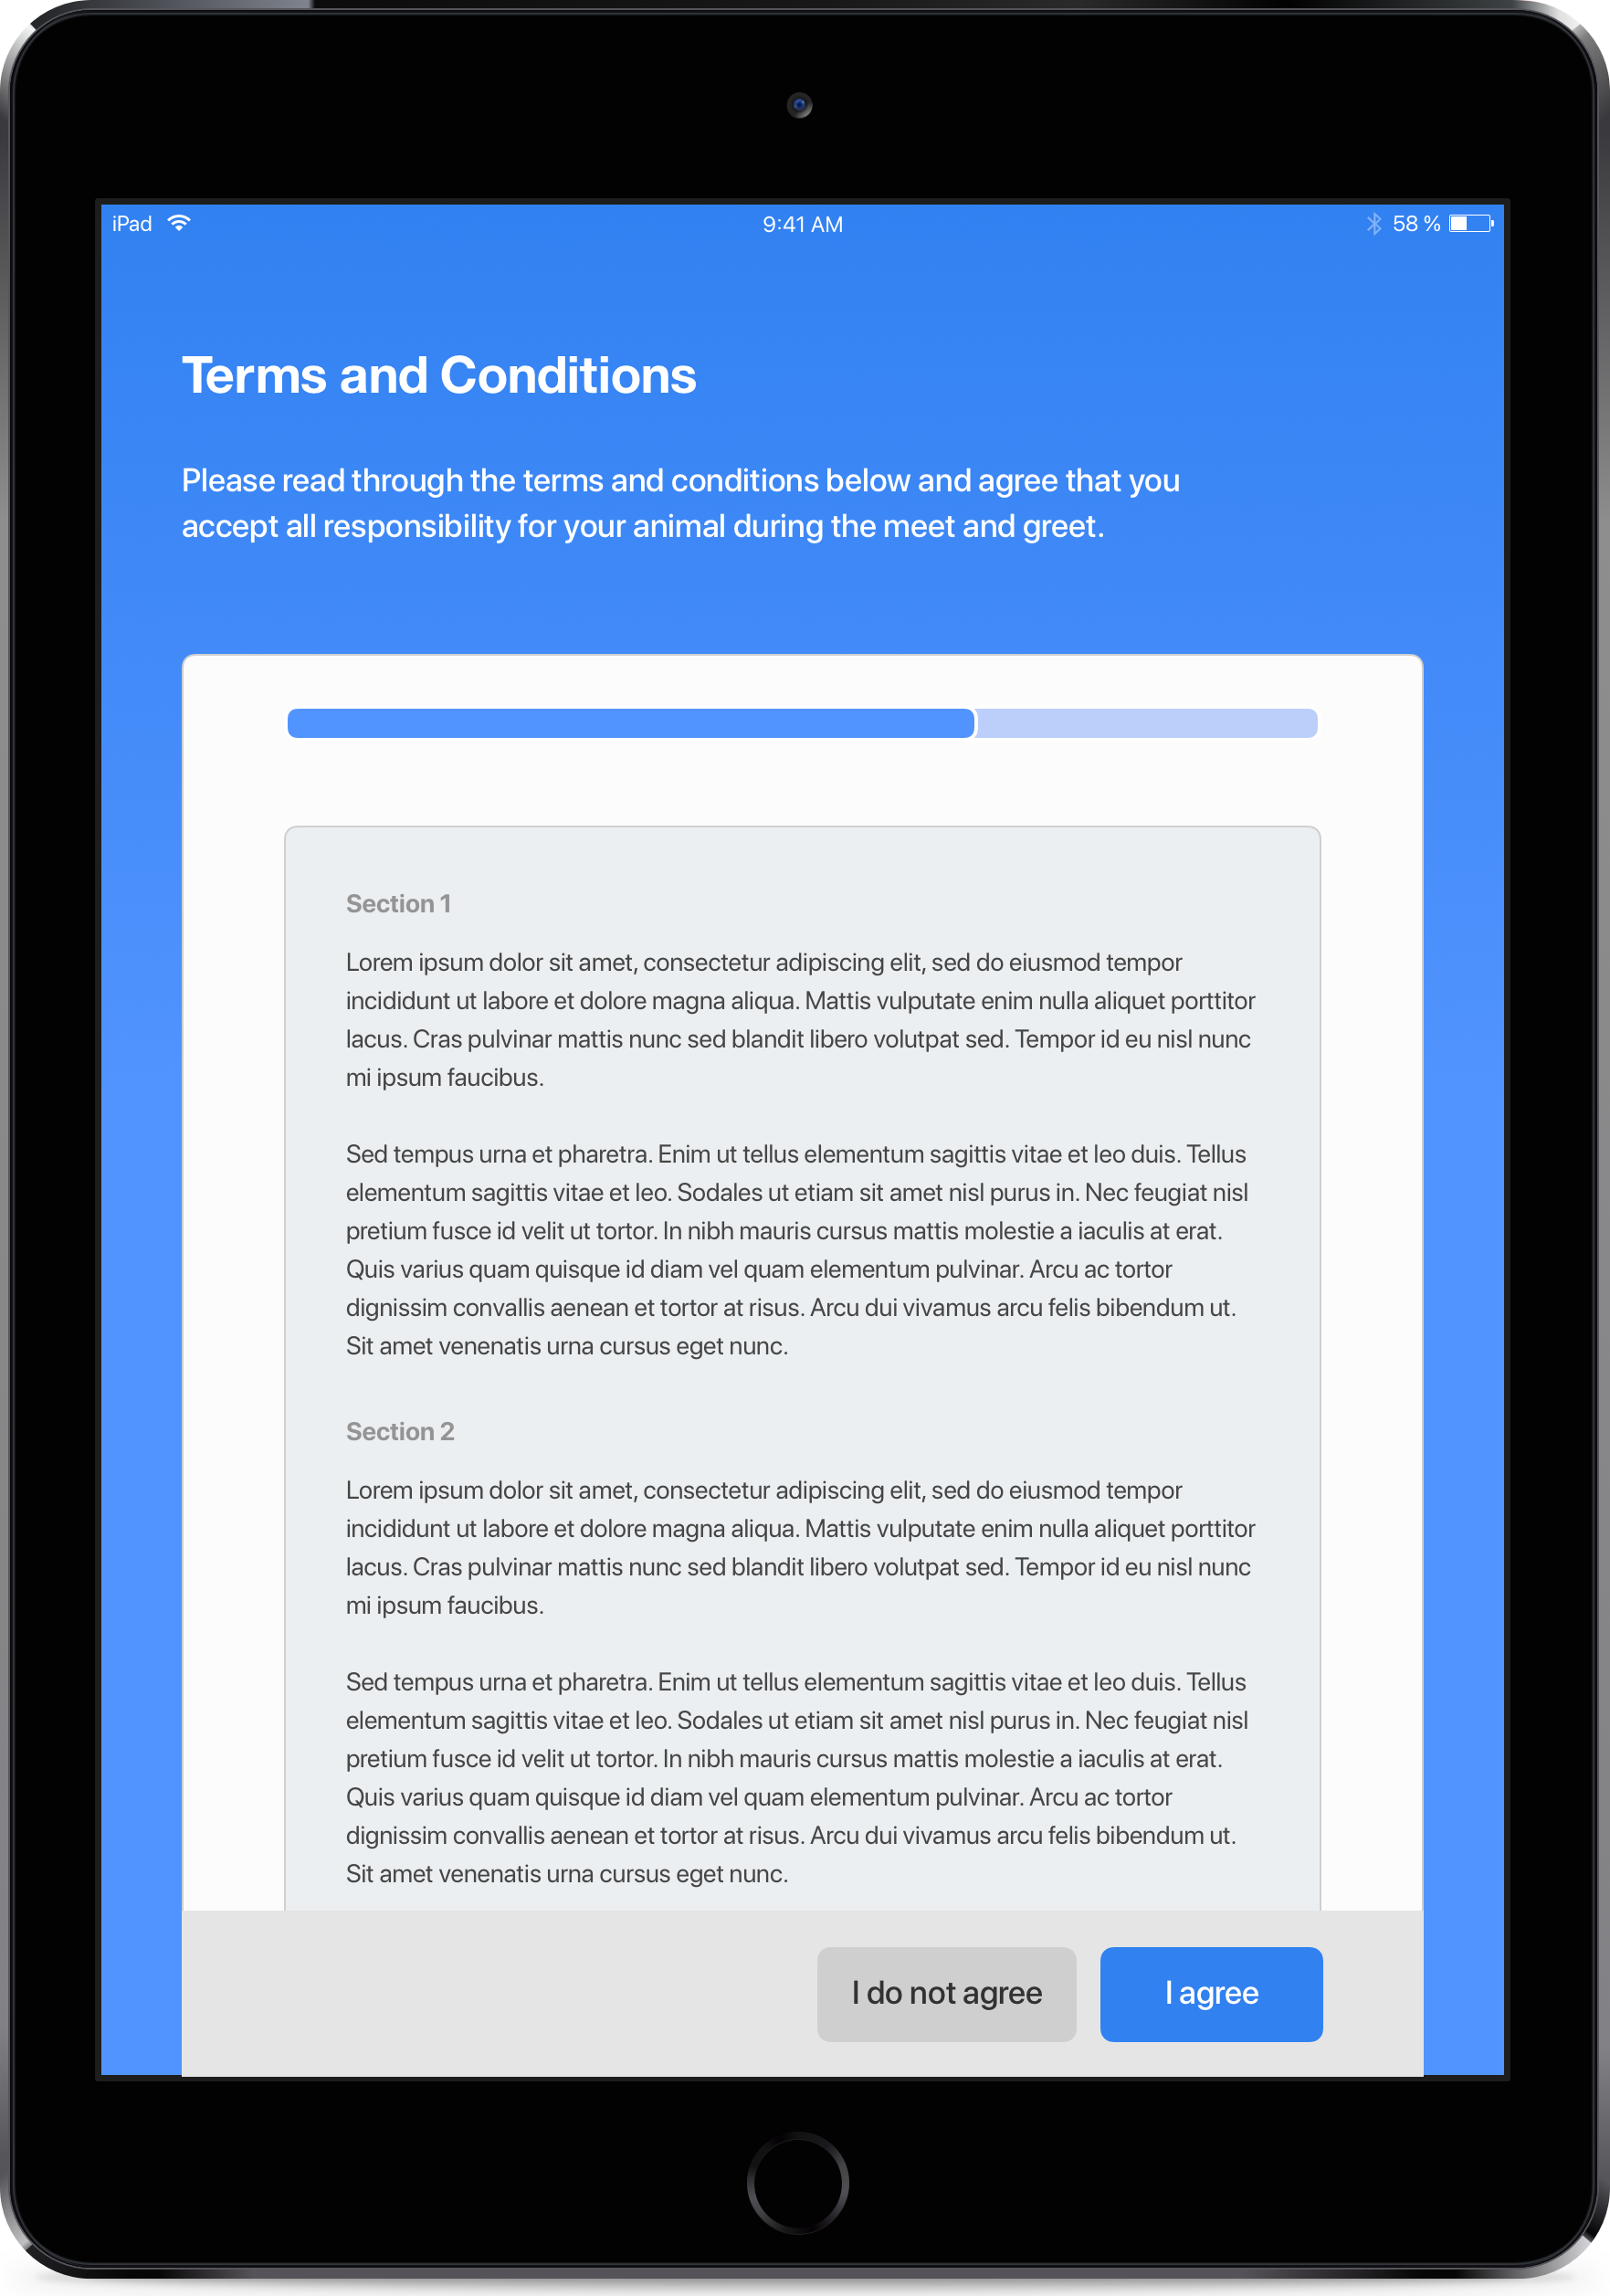 iPad 9:41 AM 58 %
Terms and Conditions
Please read through the terms and conditions below and agree that you
accept all responsibility for your animal during the meet and greet.
Section 1
Lorem ipsum dolor sit amet, consectetur adipiscing elit, sed do eiusmod tempor
incididunt ut labore et dolore magna aliqua. Mattis vulputate enim nulla aliquet porttitor
lacus. Cras pulvinar mattis nunc sed blandit libero volutpat sed. Tempor id eu nisl nunc
mi ipsum faucibus.
Sed tempus urna et pharetra. Enim ut tellus elementum sagittis vitae et leo duis. Tellus
elementum sagittis vitae et leo. Sodales ut etiam sit amet nisl purus in. Nec feugiat nisl
pretium fusce id velit ut tortor. In nibh mauris cursus mattis molestie a iaculis at erat.
Quis varius quam quisque id diam vel quam elementum pulvinar. Arcu ac tortor
dignissim convallis aenean et tortor at risus. Arcu dui vivamus arcu felis bibendum ut.
Sit amet venenatis urna cursus eget nunc.
Section 2
Lorem ipsum dolor sit amet, consectetur adipiscing elit, sed do eiusmod tempor
incididunt ut labore et dolore magna aliqua. Mattis vulputate enim nulla aliquet porttitor
lacus. Cras pulvinar mattis nunc sed blandit libero volutpat sed. Tempor id eu nisl nunc
mi ipsum faucibus.
Sed tempus urna et pharetra. Enim ut tellus elementum sagittis vitae et leo duis. Tellus
elementum sagittis vitae et leo. Sodales ut etiam sit amet nisl purus in. Nec feugiat nisl
pretium fusce id velit ut tortor. In nibh mauris cursus mattis molestie a iaculis at erat.
Quis varius quam quisque id diam vel quam elementum pulvinar. Arcu ac tortor
dignissim convallis aenean et tortor at risus. Arcu dui vivamus arcu felis bibendum ut.
Sit amet venenatis urna cursus eget nunc.
I do not agree I agree